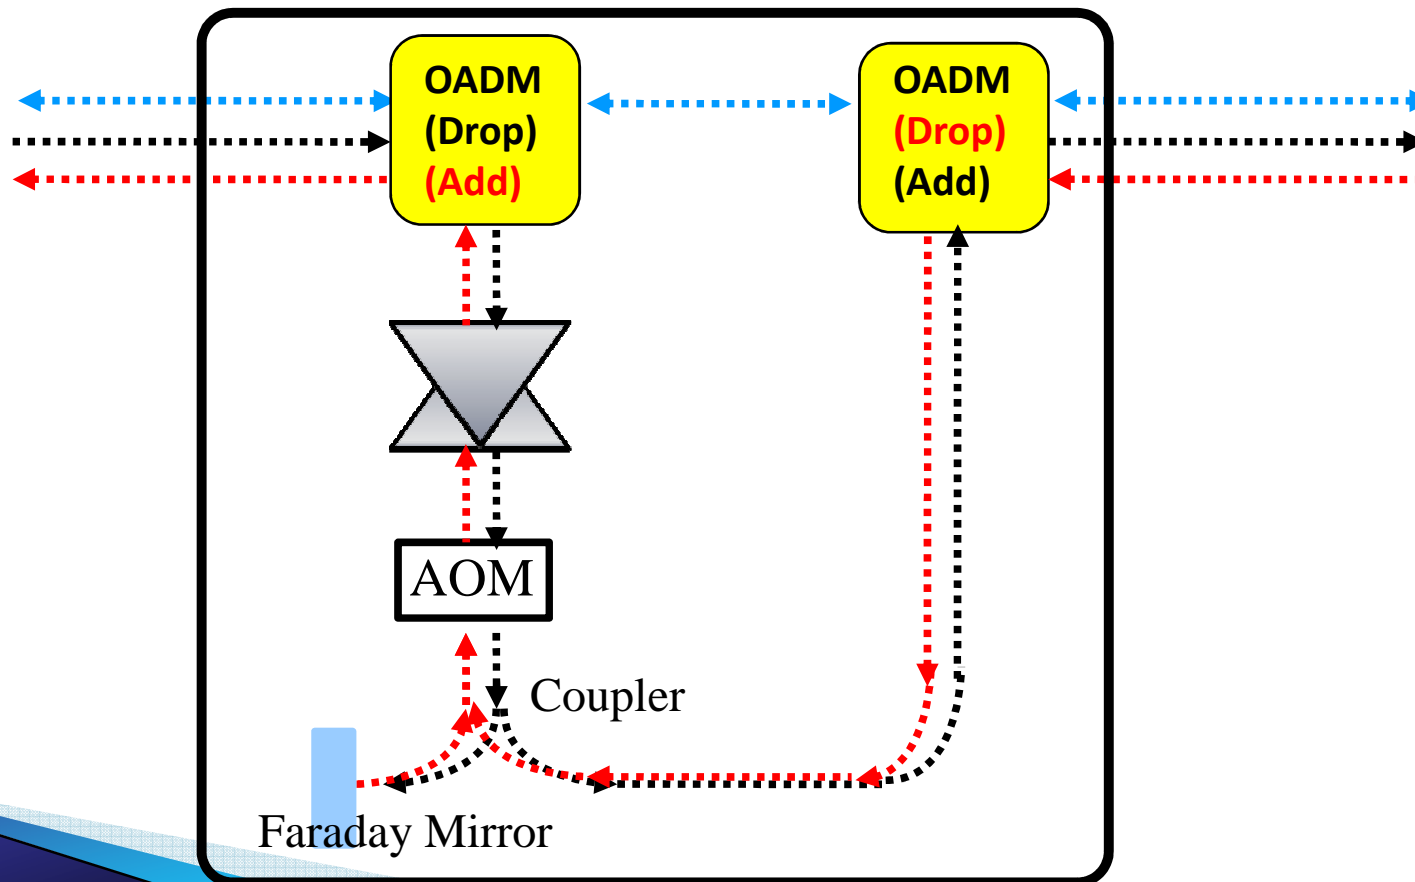 OADM
(Drop)
(Add)
OADM
(Drop)
(Add)
AOM
Coupler
Faraday Mirror